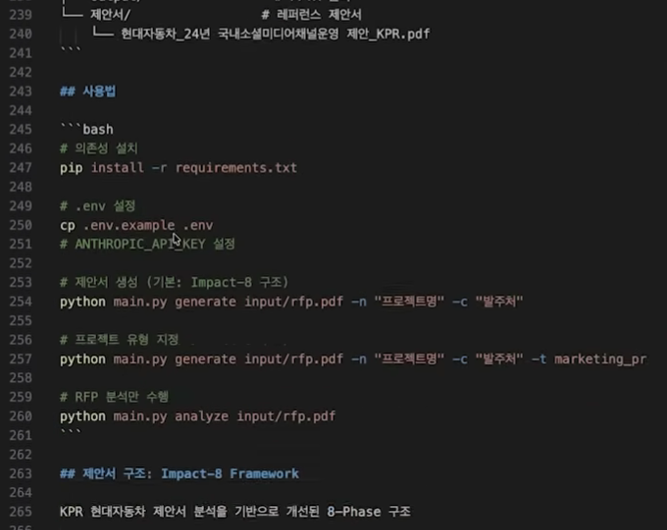 239 └── 제안서/ # 레퍼런스 제안서
240 └── 현대자동차_24년 국내소셜미디어채널운영 제안_KPR.pdf
241 ```
242
243 ## 사용법
244
245 ```bash
246 # 의존성 설치
247 pip install -r requirements.txt
248
249 # .env 설정
250 cp .env.example .env
251 # ANTHROPIC_API_KEY 설정
252
253 # 제안서 생성 (기본: Impact-8 구조)
254 python main.py generate input/rfp.pdf -n "프로젝트명" -c "발주처"
255
256 # 프로젝트 유형 지정
257 python main.py generate input/rfp.pdf -n "프로젝트명" -c "발주처" -t marketing_pr
258
259 # RFP 분석만 수행
260 python main.py analyze input/rfp.pdf
261 ```
262
263 ## 제안서 구조: Impact-8 Framework
264
265 KPR 현대자동차 제안서 분석을 기반으로 개선된 8-Phase 구조